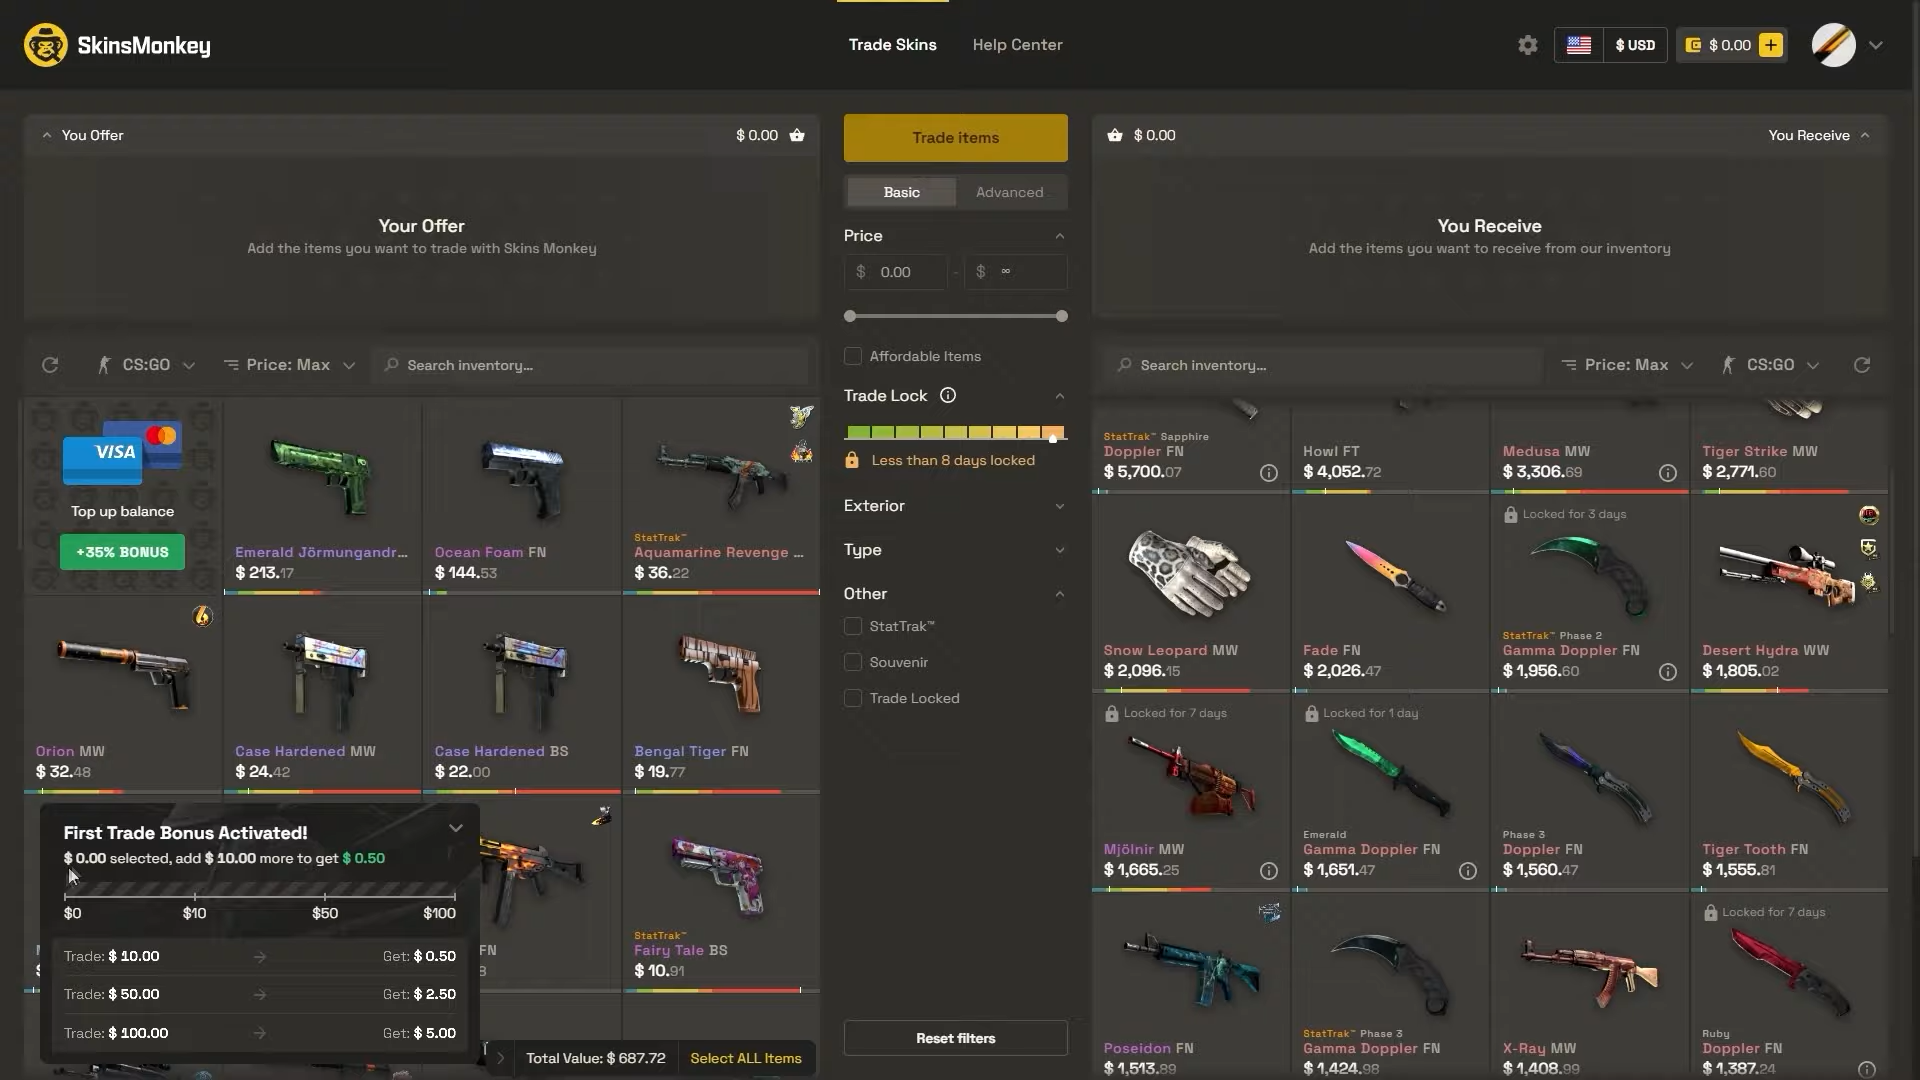 SkinsMonkey
Trade Skins
Help Center
$ USD
$ 0.00
You Offer
$ 0.00
Your Offer
Add the items you want to trade with Skins Monkey
Trade items
Basic
Advanced
Price
$ 0.00 - $ ∞
Affordable Items
Trade Lock
Less than 8 days locked
Exterior
Type
Other
StatTrak™
Souvenir
Trade Locked
Reset filters
$ 0.00
You Receive
You Receive
Add the items you want to receive from our inventory
CS:GO
Price: Max
Search inventory...
VISA
Top up balance
+35% BONUS
Emerald Jörmungandr...
$ 213.17
Ocean Foam FN
$ 144.53
StatTrak™
Aquamarine Revenge ...
$ 36.22
Orion MW
$ 32.48
Case Hardened MW
$ 24.42
Case Hardened BS
$ 22.00
Bengal Tiger FN
$ 19.77
First Trade Bonus Activated!
$ 0.00 selected, add $ 10.00 more to get $ 0.50
$0
$10
$50
$100
Trade: $ 10.00
Get: $ 0.50
Trade: $ 50.00
Get: $ 2.50
Trade: $ 100.00
Get: $ 5.00
FN
StatTrak™
Fairy Tale BS
$ 10.91
Total Value: $ 687.72
Select ALL Items
Search inventory...
Price: Max
CS:GO
StatTrak™ Sapphire
Doppler FN
$ 5,700.07
Howl FT
$ 4,052.72
Medusa MW
$ 3,306.69
Tiger Strike MW
$ 2,771.60
Snow Leopard MW
$ 2,096.15
Fade FN
$ 2,026.47
Locked for 3 days
StatTrak™ Phase 2
Gamma Doppler FN
$ 1,956.60
Desert Hydra WW
$ 1,805.02
Locked for 7 days
Mjölnir MW
$ 1,665.25
Locked for 1 day
Emerald
Gamma Doppler FN
$ 1,651.47
Phase 3
Doppler FN
$ 1,560.47
Tiger Tooth FN
$ 1,555.81
Poseidon FN
$ 1,513.89
StatTrak™ Phase 3
Gamma Doppler FN
$ 1,424.98
X-Ray MW
$ 1,408.99
Locked for 7 days
Ruby
Doppler FN
$ 1,387.24